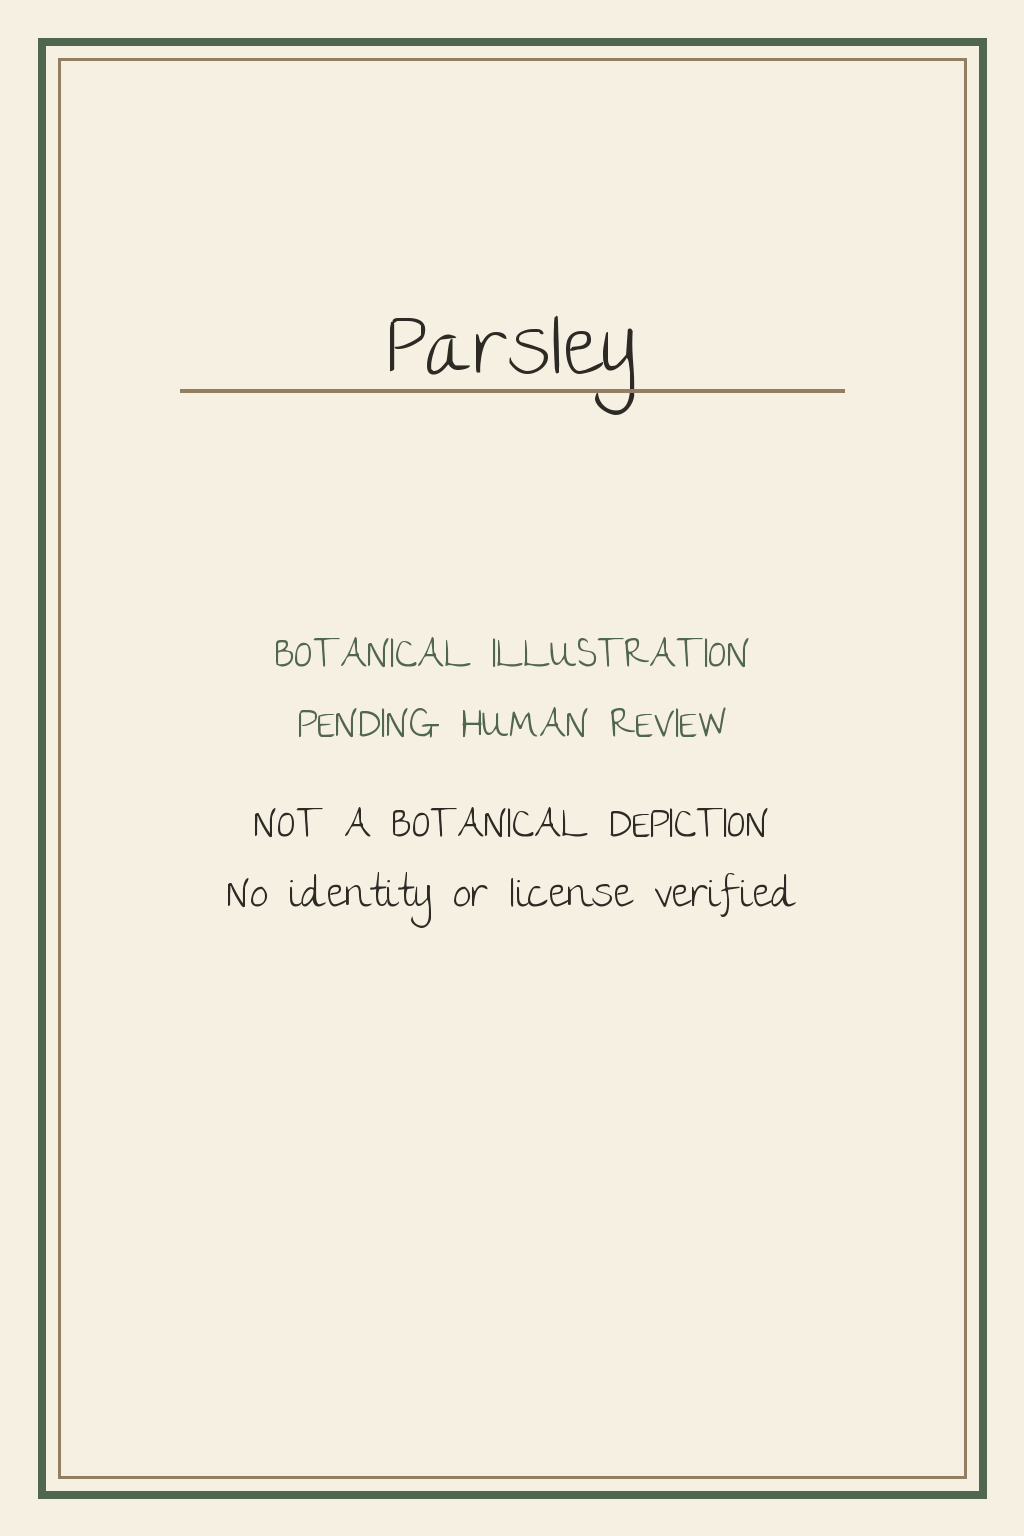 Parsley
BOTANICAL ILLUSTRATION
PENDING HUMAN REVIEW
NOT A BOTANICAL DEPICTION
No identity or license verified